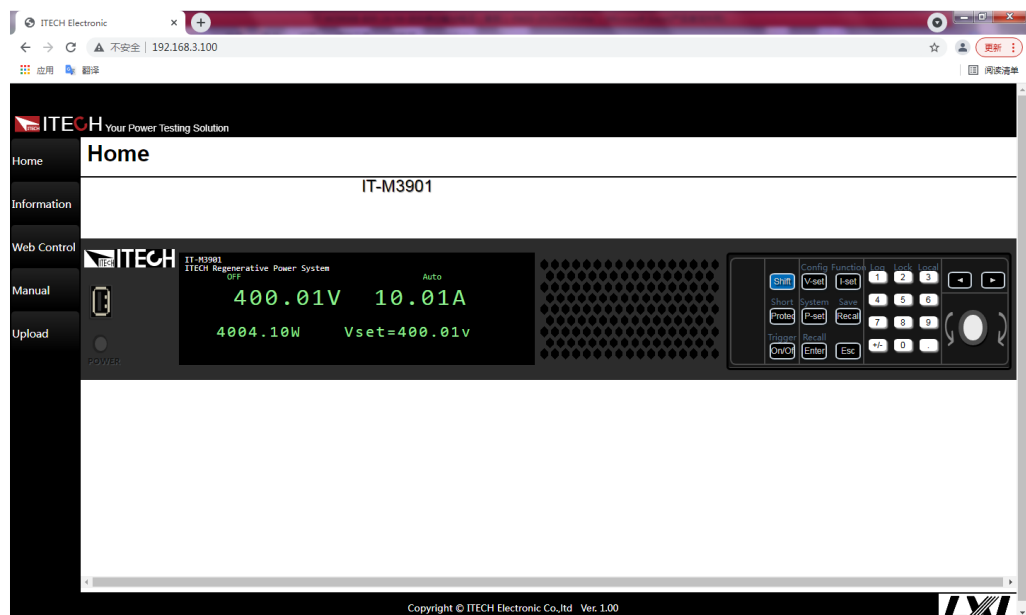 ITECH Electronic
不安全 192.168.3.100
更新
应用 翻译
阅读清单
ITECH Your Power Testing Solution
Home
Home
IT-M3901
Information
Web Control
Manual
Upload
ITECH
IT-M3901
ITECH Regenerative Power System
OFF Auto
400.01V 10.01A
4004.10W Vset=400.01v
POWER
Config Function Log Lock Local
Shift V-set I-set 1 2 3
Short System Save
Protec P-set Recal 4 5 6
7 8 9
Trigger Recall
On/Of Enter Esc +/- 0 .
Copyright © ITECH Electronic Co.,ltd Ver. 1.00
LXI